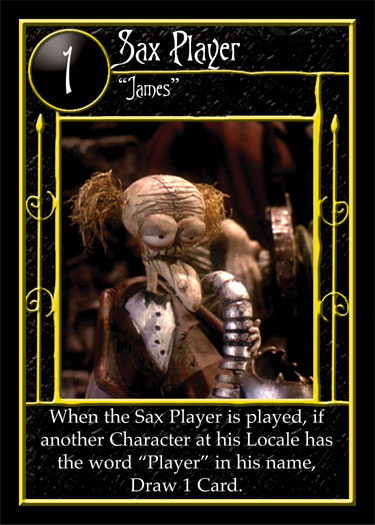 1
Sax Player
“James”
When the Sax Player is played, if
another Character at his Locale has
the word “Player” in his name,
Draw 1 Card.